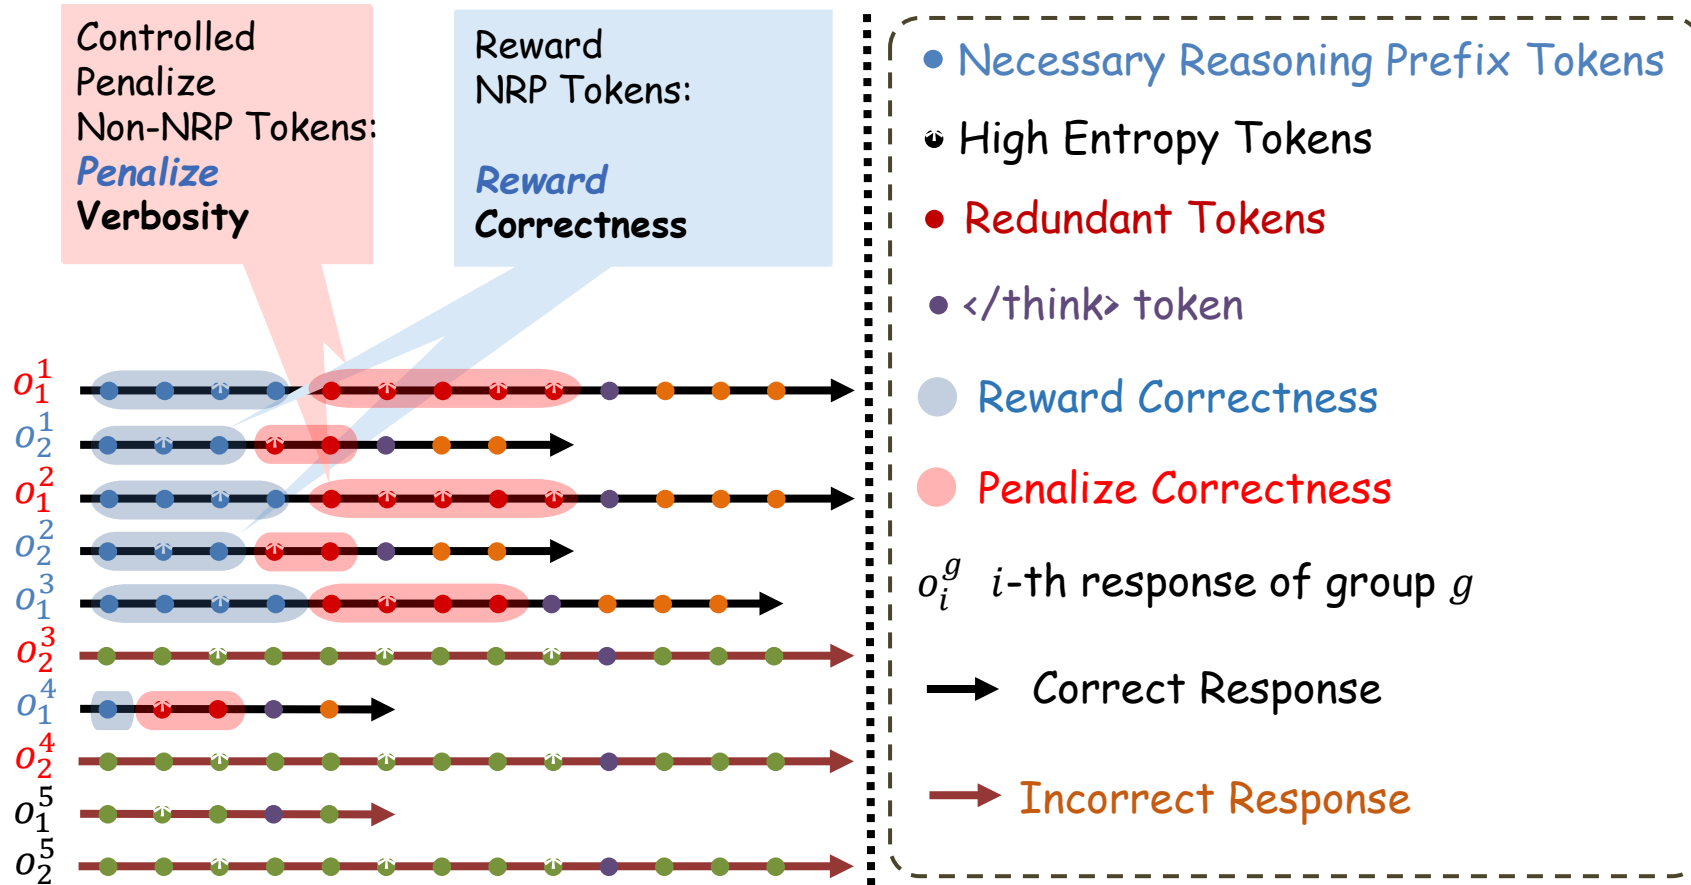 Controlled
Penalize
Non-NRP Tokens:
Penalize
Verbosity
Reward
NRP Tokens:
Reward
Correctness
o_1^1
o_2^1
o_1^2
o_2^2
o_1^3
o_2^3
o_1^4
o_2^4
o_1^5
o_2^5
Necessary Reasoning Prefix Tokens
High Entropy Tokens
Redundant Tokens
</think> token
Reward Correctness
Penalize Correctness
o_i^g i-th response of group g
Correct Response
Incorrect Response